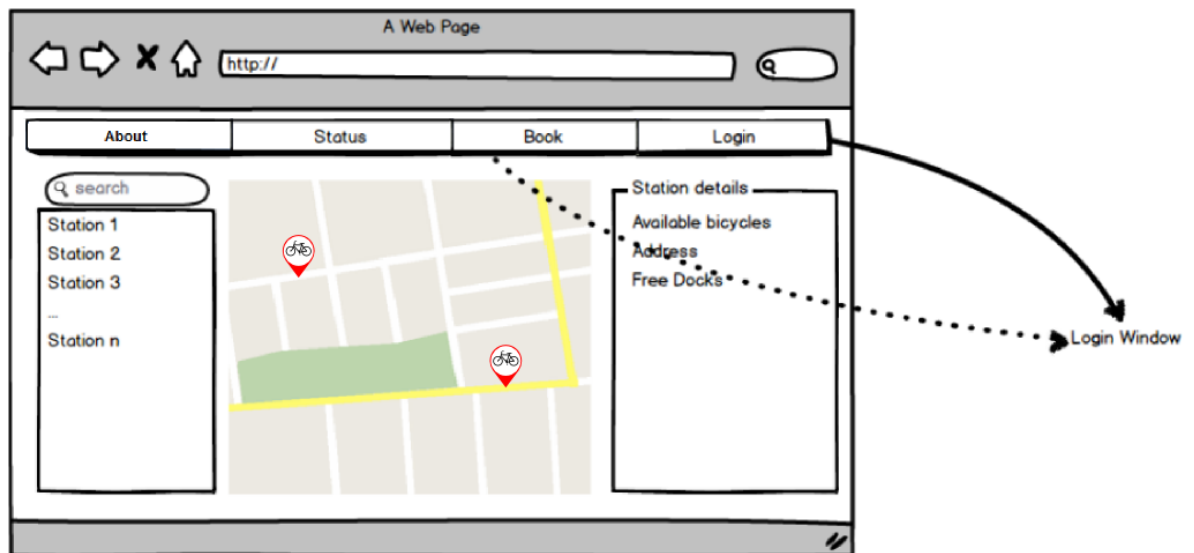 A Web Page
http://
About
Status
Book
Login
search
Station 1
Station 2
Station 3
...
Station n
Station details
Available bicycles
Address
Free Docks
Login Window